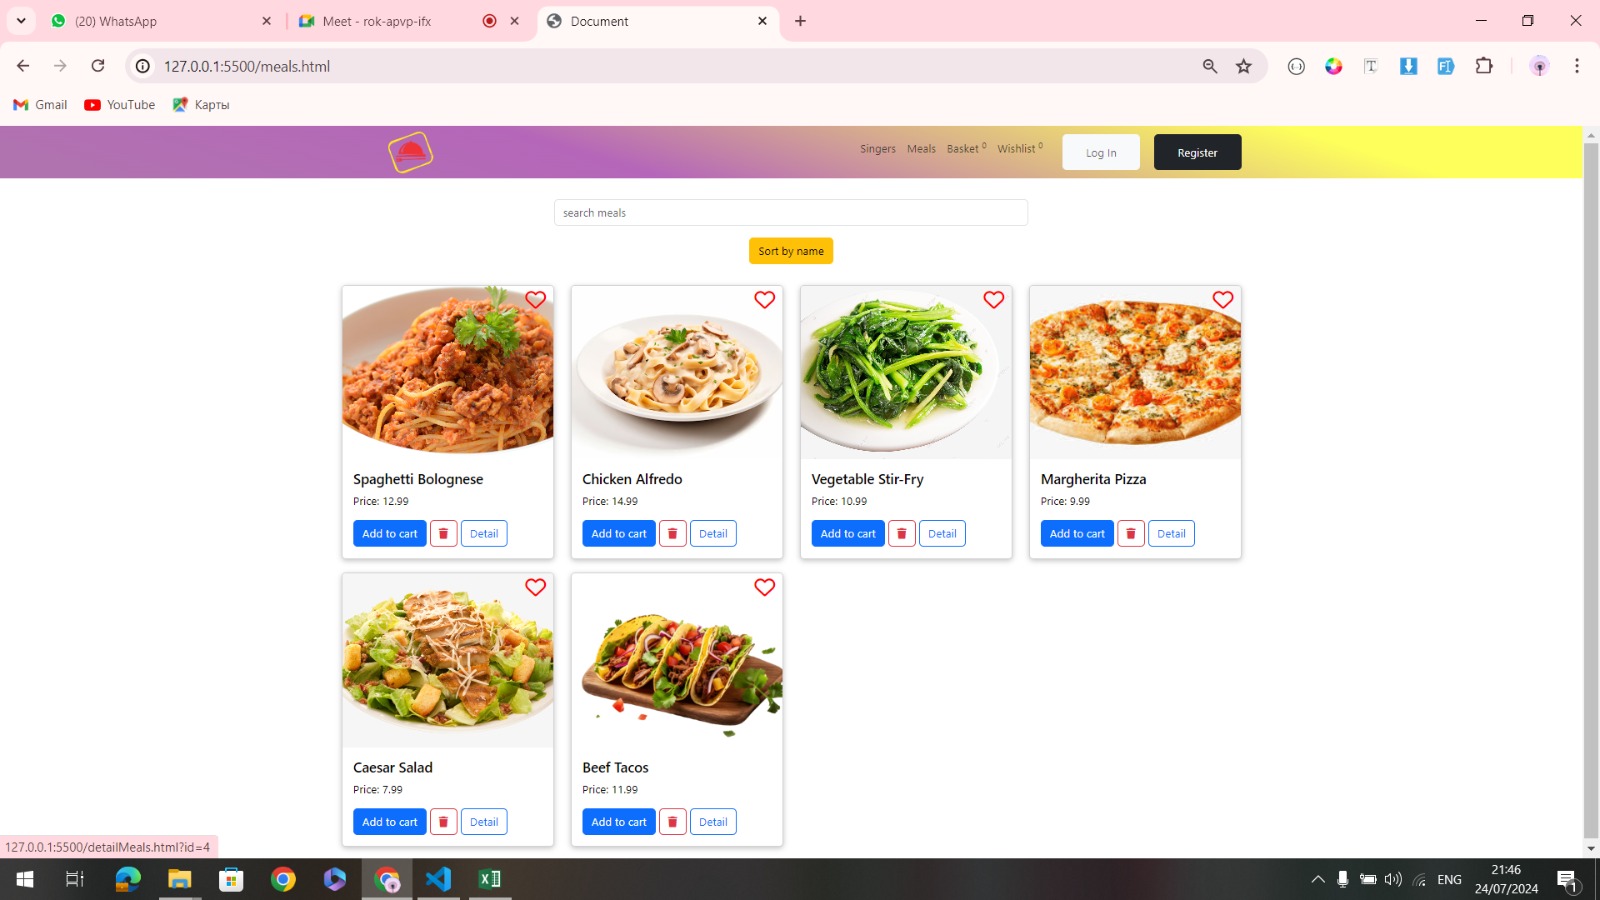 (20) WhatsApp
Meet - rok-apvp-ifx
Document
127.0.0.1:5500/meals.html
Gmail
YouTube
Карты
Singers
Meals
Basket 0
Wishlist 0
Log In
Register
search meals
Sort by name
Spaghetti Bolognese
Price: 12.99
Add to cart
Detail
Chicken Alfredo
Price: 14.99
Add to cart
Detail
Vegetable Stir-Fry
Price: 10.99
Add to cart
Detail
Margherita Pizza
Price: 9.99
Add to cart
Detail
Caesar Salad
Price: 7.99
Add to cart
Detail
Beef Tacos
Price: 11.99
Add to cart
Detail
127.0.0.1:5500/detailMeals.html?id=4
ENG
21:46
24/07/2024
1